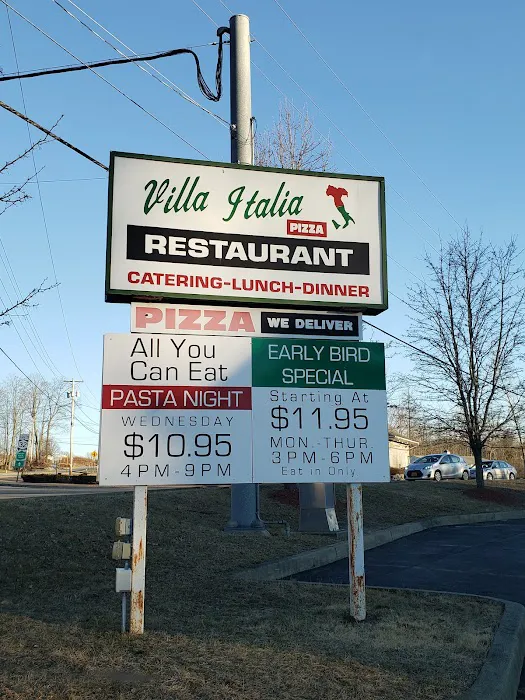 Villa Italia
PIZZA
RESTAURANT
CATERING-LUNCH-DINNER
PIZZA WE DELIVER
All You
Can Eat
PASTA NIGHT
WEDNESDAY
$10.95
4PM-9PM
EARLY BIRD
SPECIAL
Starting At
$11.95
MON.-THUR.
3PM-6PM
Eat in Only